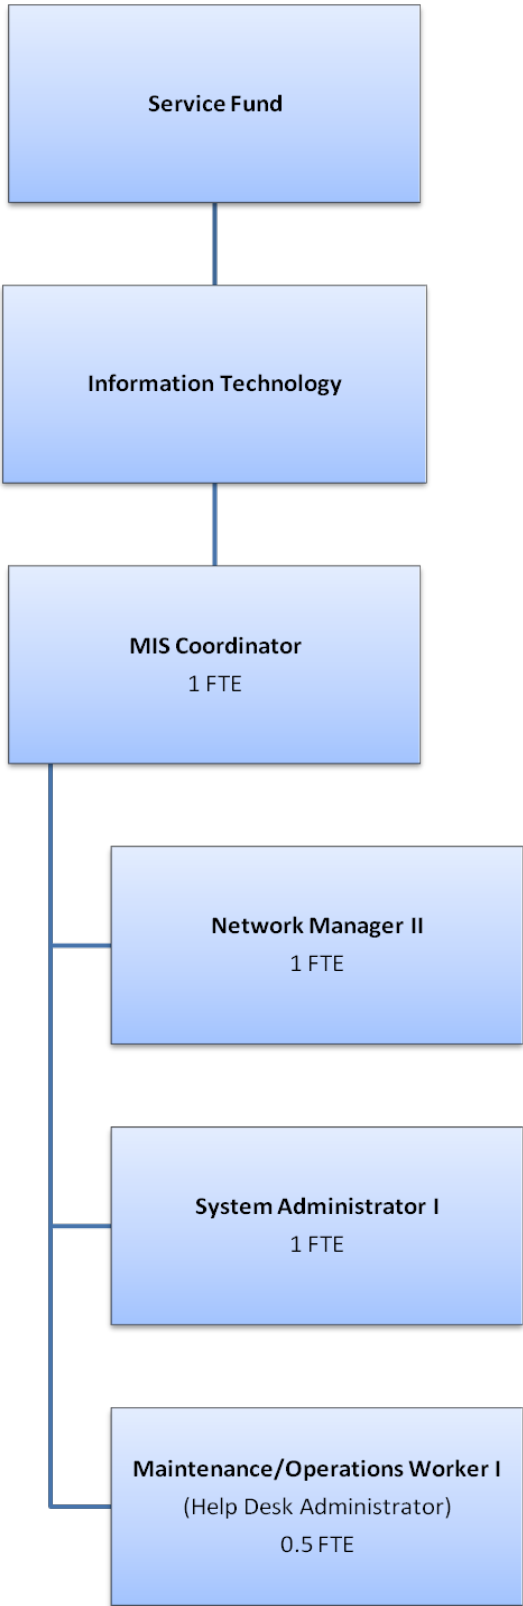 Service Fund
Information Technology
MIS Coordinator
1 FTE
Network Manager II
1 FTE
System Administrator I
1 FTE
Maintenance/Operations Worker I
(Help Desk Administrator)
0.5 FTE